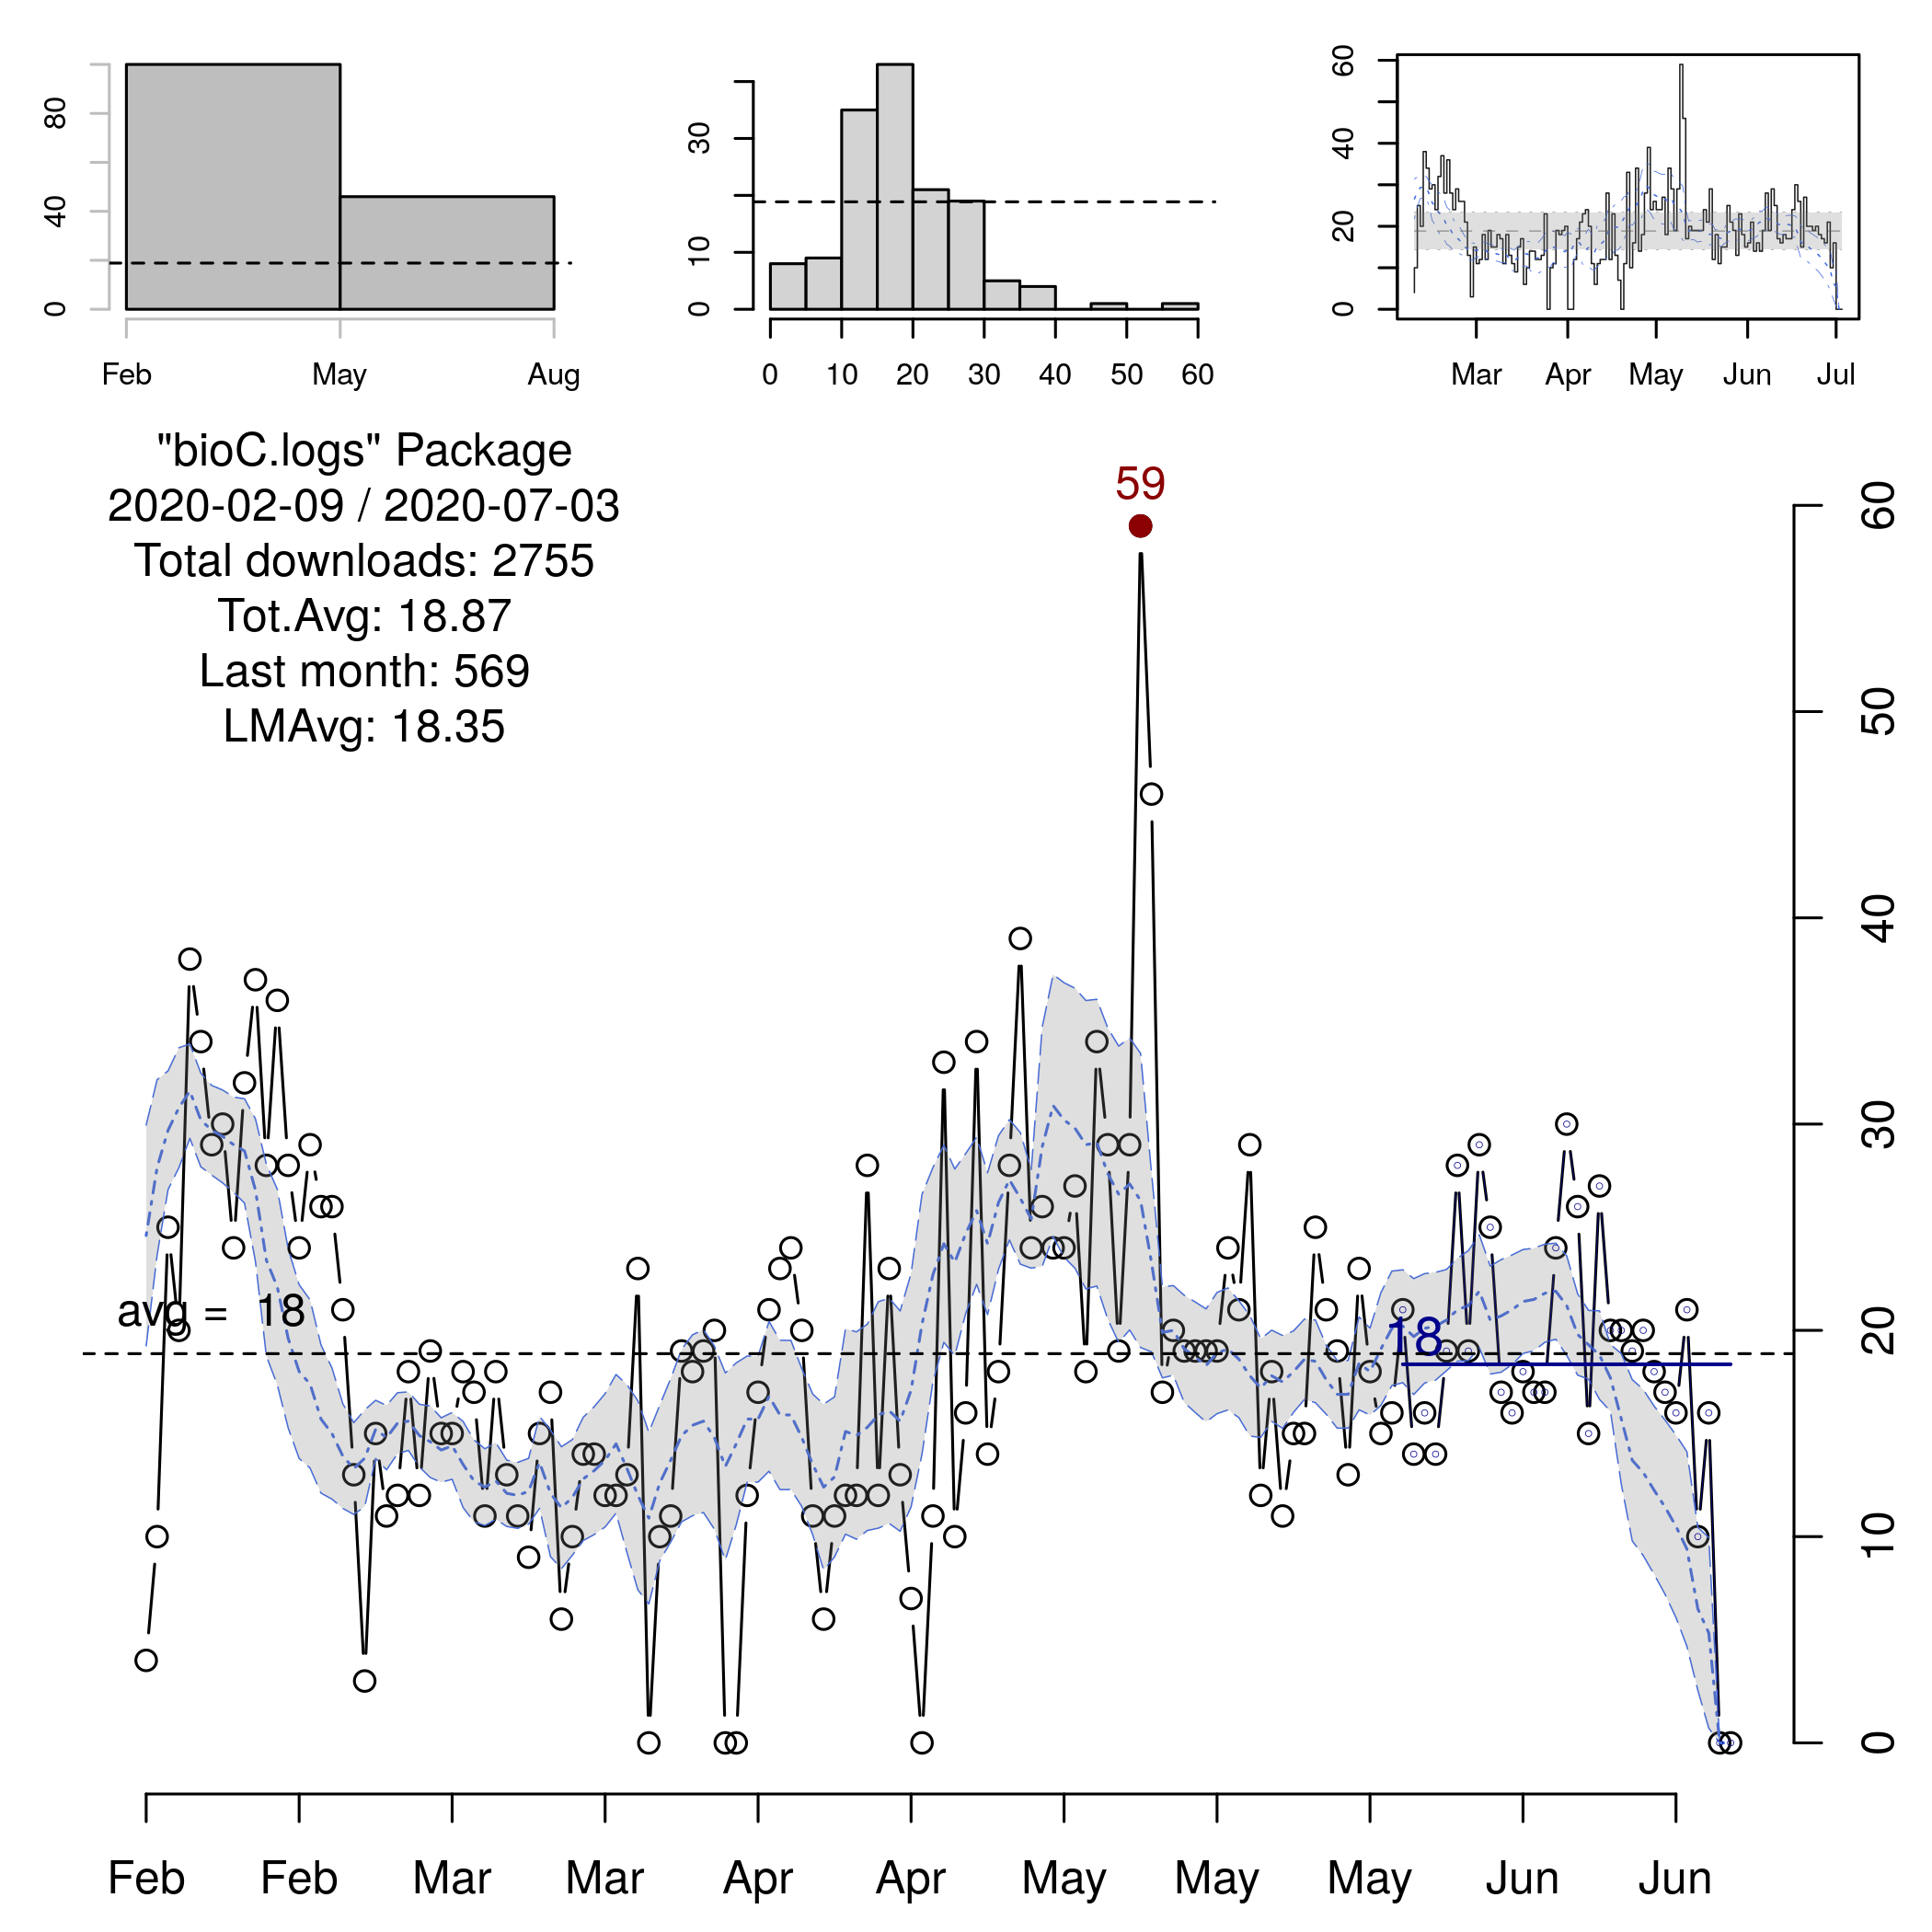 80
40
0
Feb May Aug
30
10
0
0 10 20 30 40 50 60
60
40
20
0
Mar Apr May Jun Jul
"bioC.logs" Package
2020-02-09 / 2020-07-03
Total downloads: 2755
Tot.Avg: 18.87
Last month: 569
LMAvg: 18.35
59
avg = 18
18
60
50
40
30
20
10
0
Feb Feb Mar Mar Apr Apr May May May Jun Jun